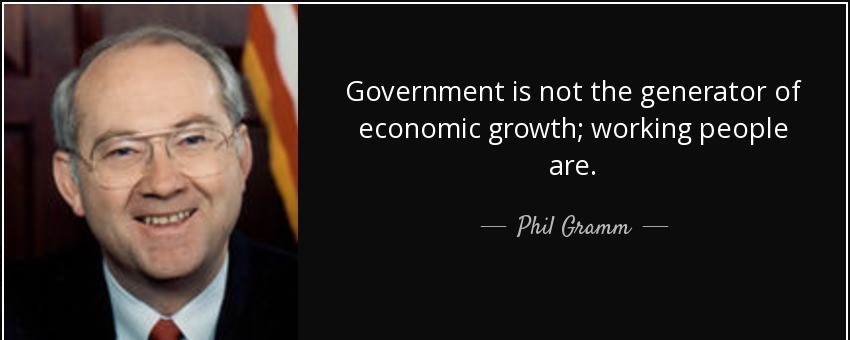 Government is not the generator of
economic growth; working people
are.
— Phil Gramm —